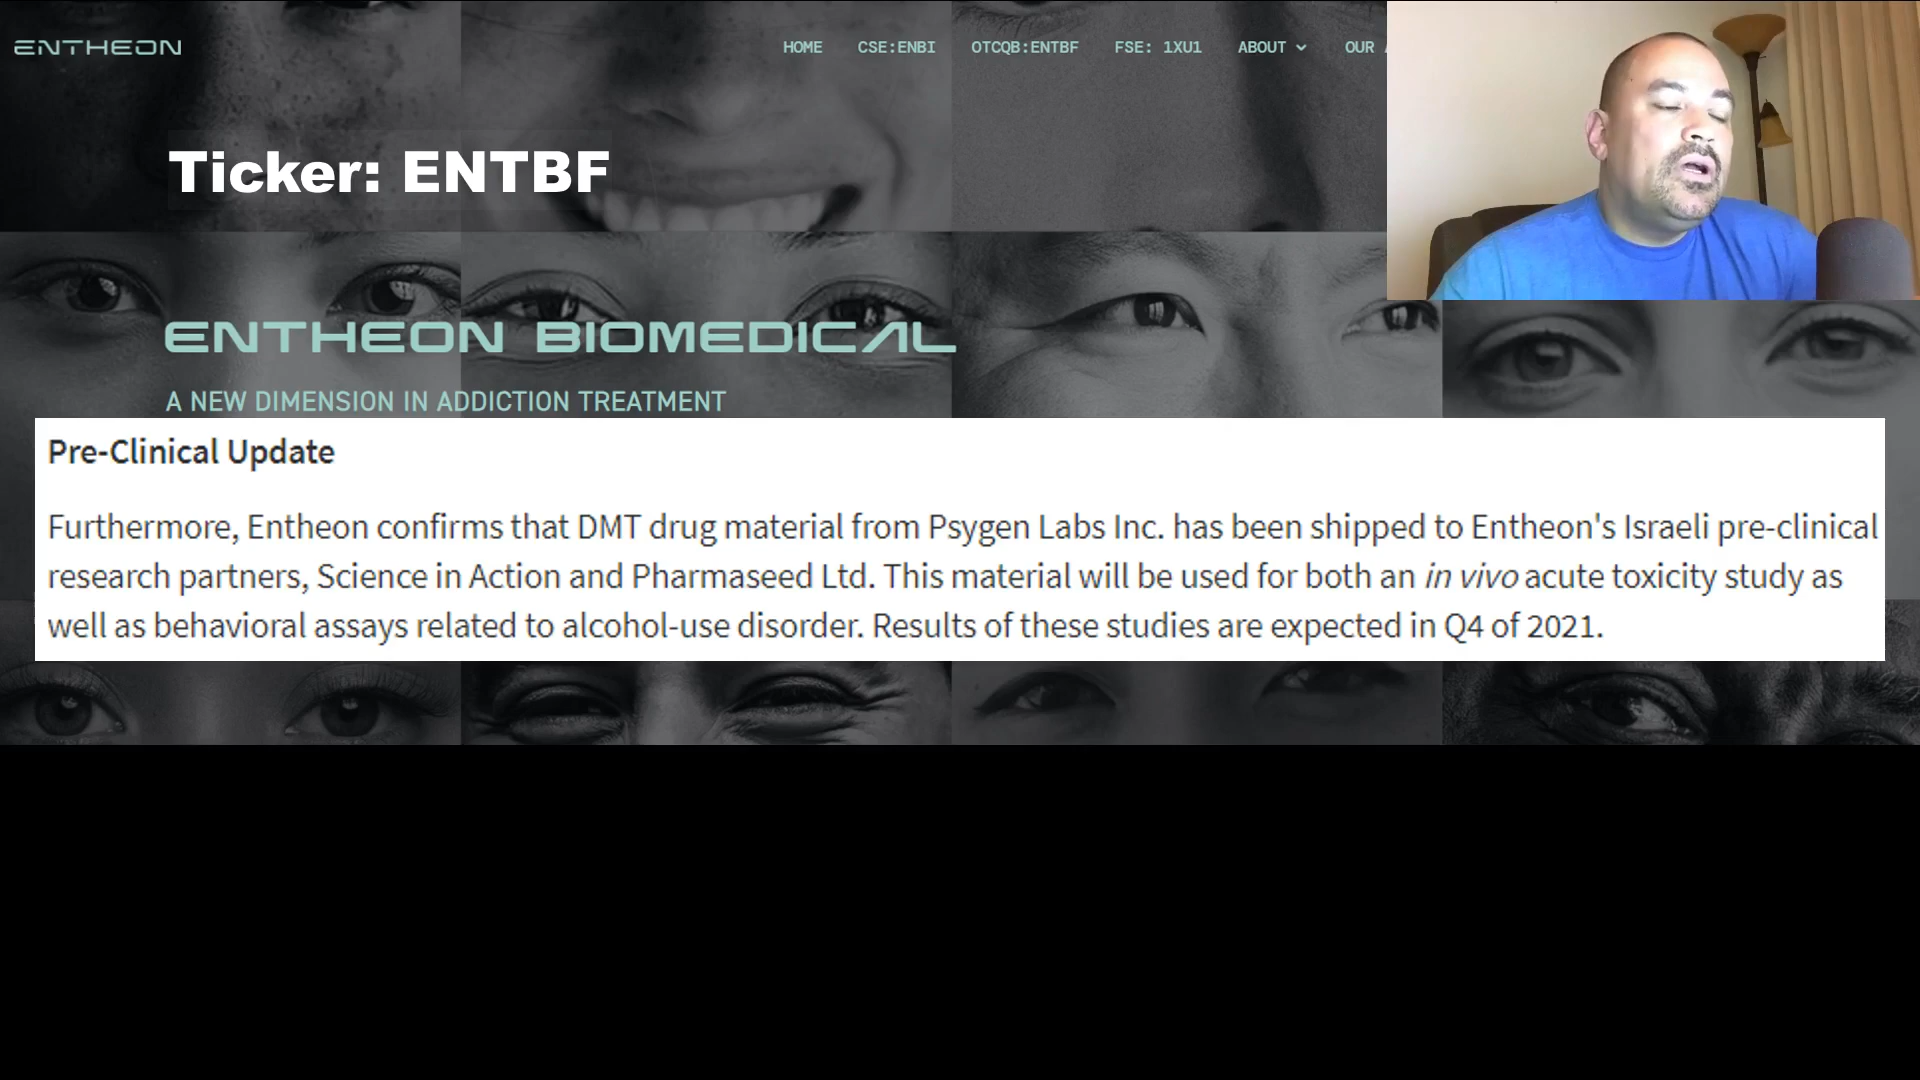 ENTHEON
HOME CSE:ENBI OTCQB:ENTBF FSE: 1XU1 ABOUT OUR
Ticker: ENTBF
ENTHEON BIOMEDICAL
A NEW DIMENSION IN ADDICTION TREATMENT
Pre-Clinical Update
Furthermore, Entheon confirms that DMT drug material from Psygen Labs Inc. has been shipped to Entheon's Israeli pre-clinical
research partners, Science in Action and Pharmaseed Ltd. This material will be used for both an in vivo acute toxicity study as
well as behavioral assays related to alcohol-use disorder. Results of these studies are expected in Q4 of 2021.